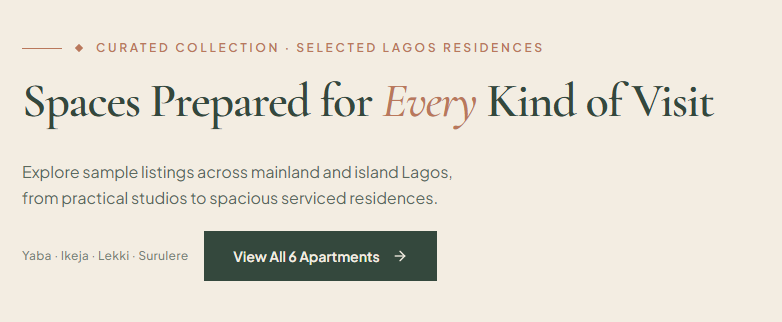 CURATED COLLECTION · SELECTED LAGOS RESIDENCES
Spaces Prepared for Every Kind of Visit
Explore sample listings across mainland and island Lagos,
from practical studios to spacious serviced residences.
Yaba · Ikeja · Lekki · Surulere
View All 6 Apartments →